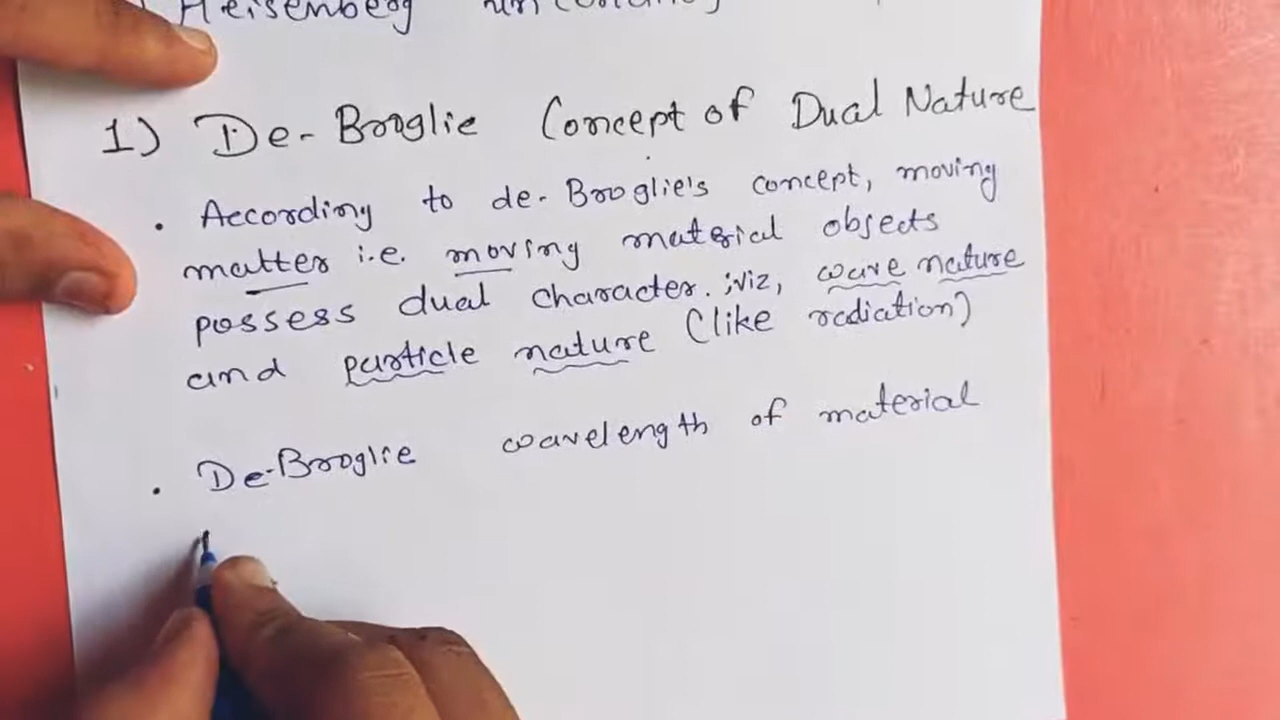 Heisenberg
1) De-Broglie Concept of Dual Nature
. According to de-Broglie's concept, moving
matter i.e. moving material objects
possess dual character. ;viz, wave nature
and particle nature (like radiation)
. De-Broglie wavelength of material